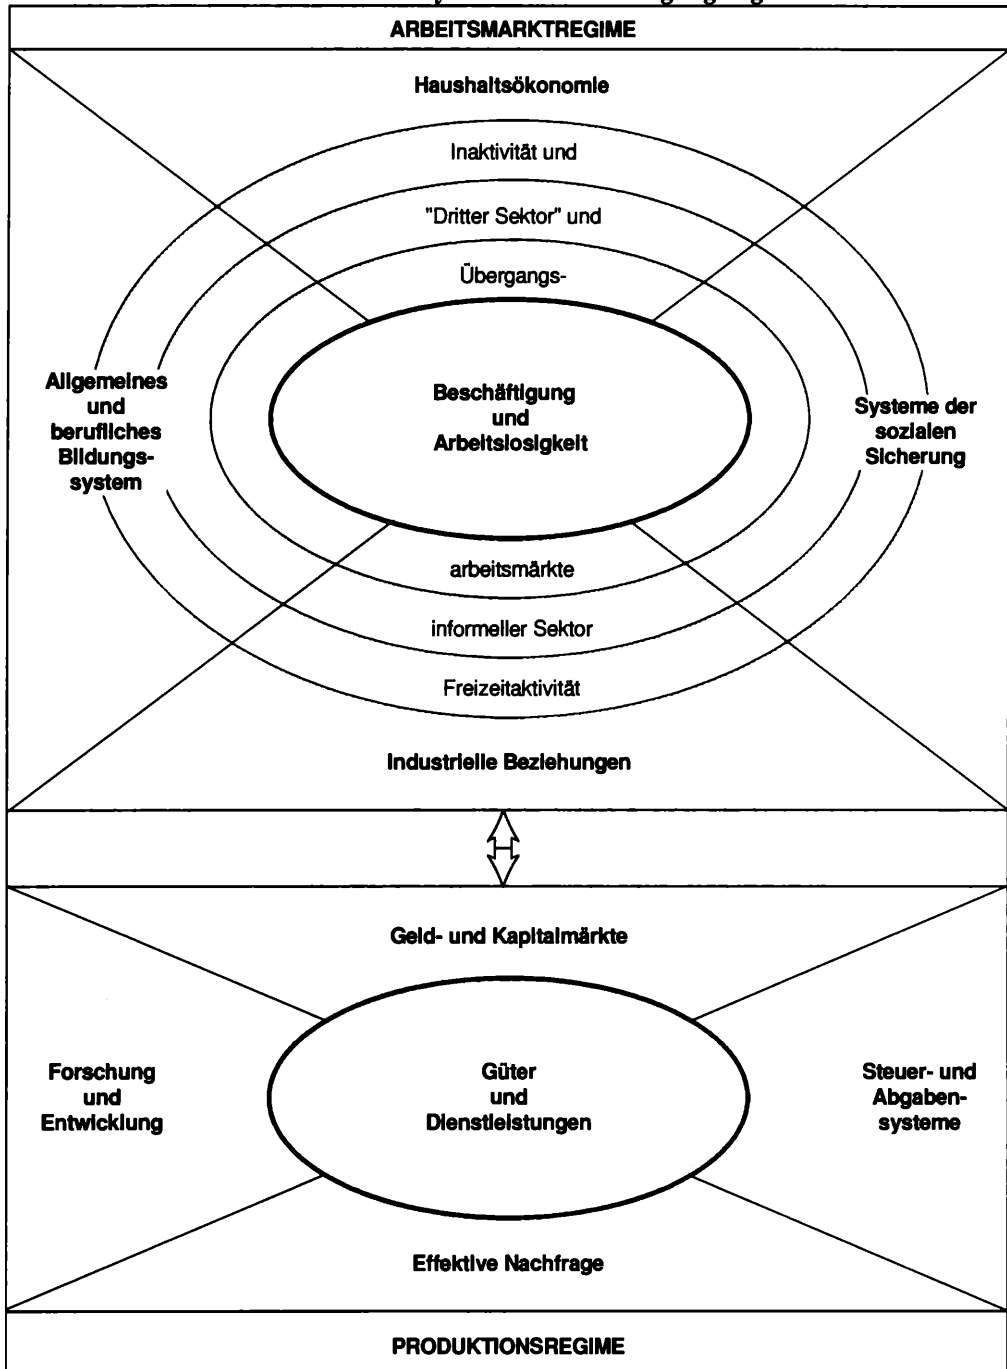 ARBEITSMARKTREGIME
Haushaltsökonomie
Inaktivität und
"Dritter Sektor" und
Übergangs-
Allgemeines
und
berufliches
Bildungs-
system
Beschäftigung
und
Arbeitslosigkeit
Systeme der
sozialen
Sicherung
arbeitsmärkte
informeller Sektor
Freizeitaktivität
Industrielle Beziehungen
Geld- und Kapitalmärkte
Forschung
und
Entwicklung
Güter
und
Dienstleistungen
Steuer- und
Abgaben-
systeme
Effektive Nachfrage
PRODUKTIONSREGIME